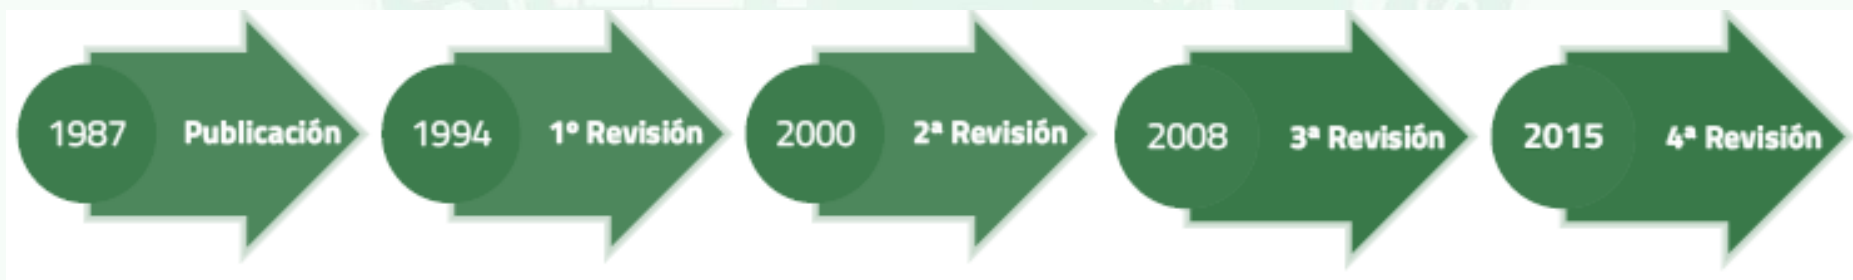 1987 Publicación
1994 1º Revisión
2000 2ª Revisión
2008 3ª Revisión
2015 4ª Revisión